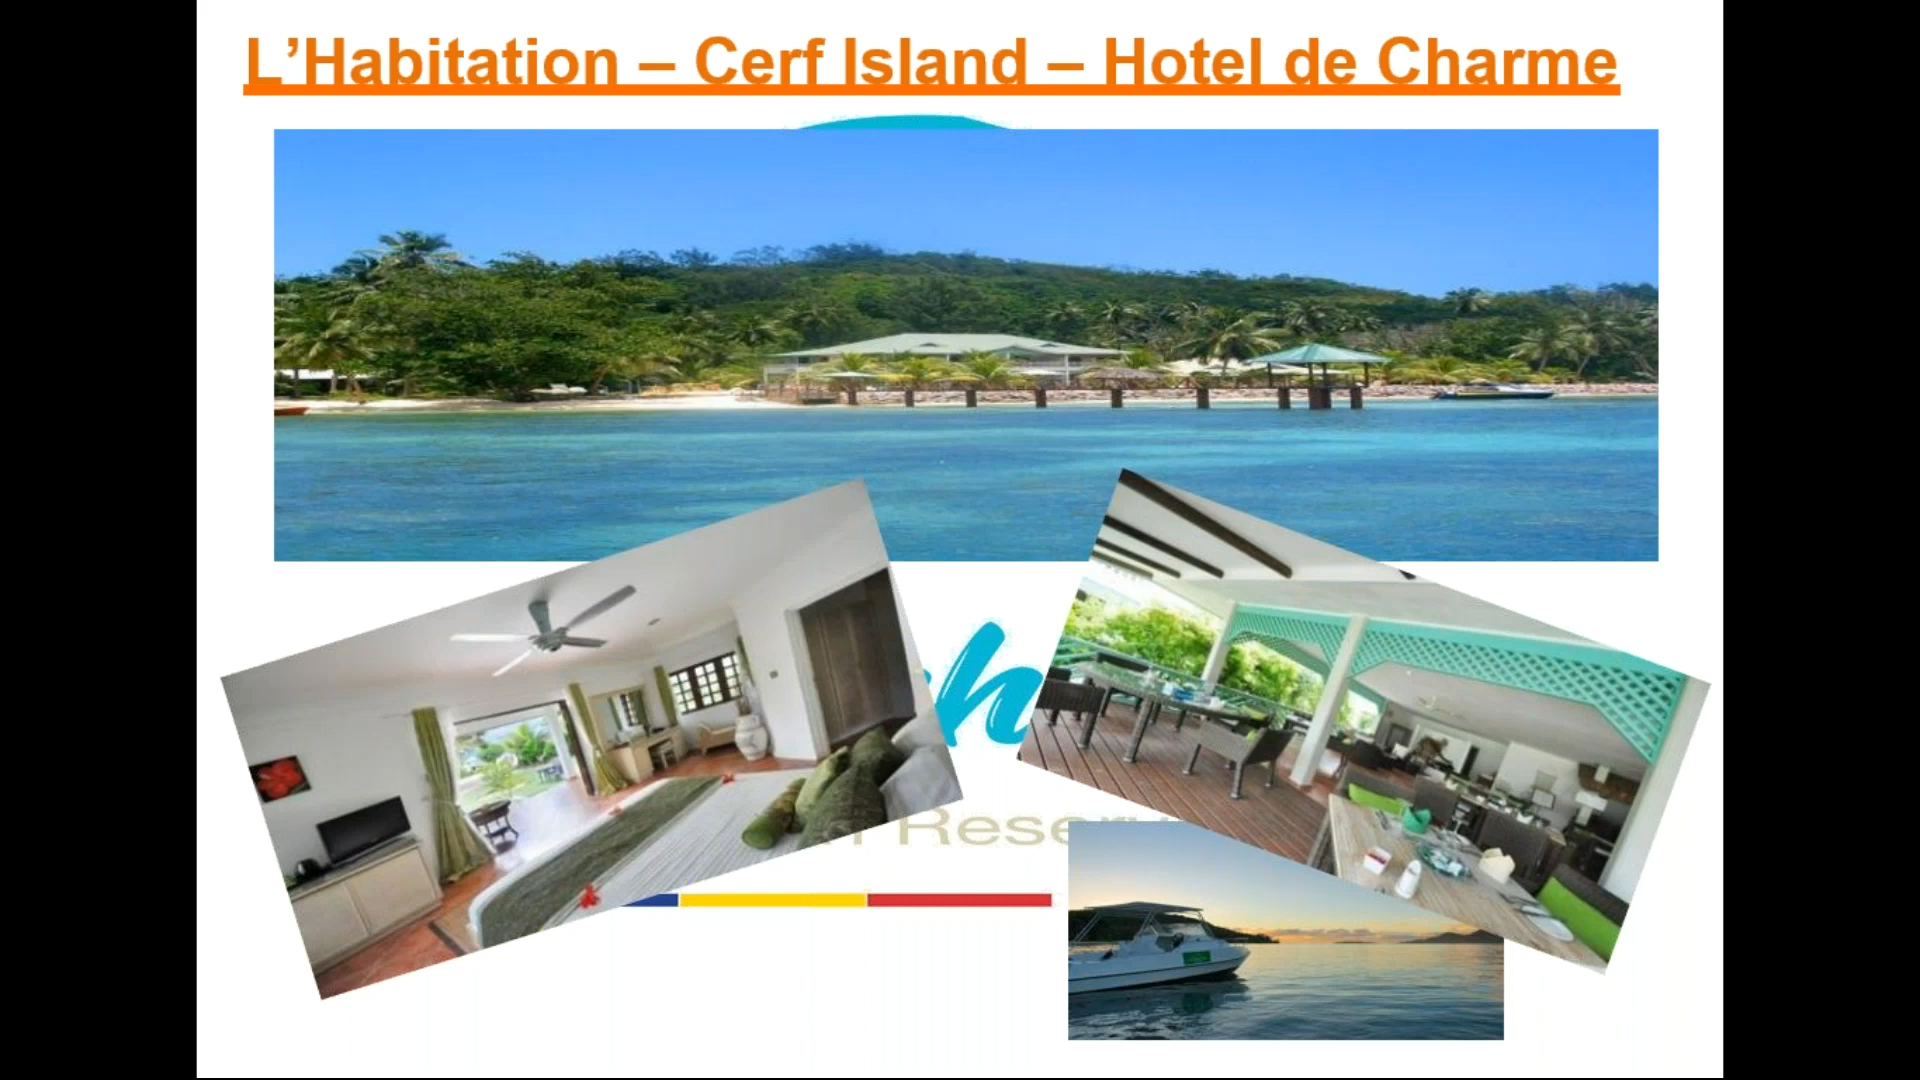 L’Habitation – Cerf Island – Hotel de Charme